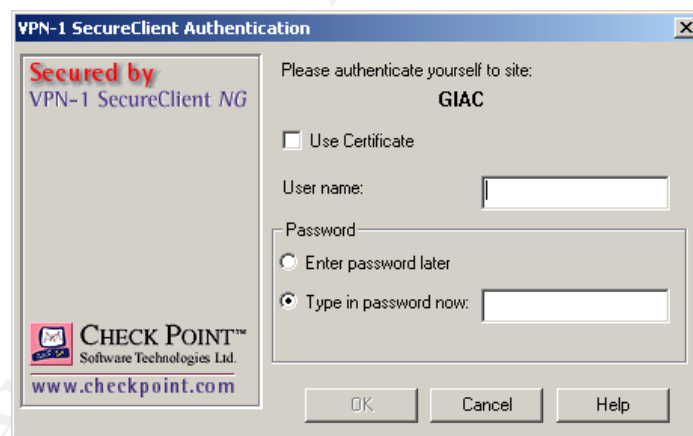 VPN-1 SecureClient Authentication
Secured by
VPN-1 SecureClient NG
CHECK POINT™
Software Technologies Ltd.
www.checkpoint.com
Please authenticate yourself to site:
GIAC
Use Certificate
User name:
Password
Enter password later
Type in password now:
OK
Cancel
Help